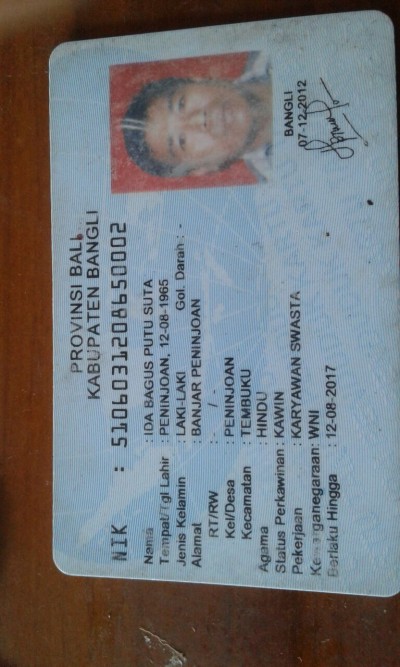 PROVINSI BALI
KABUPATEN BANGLI
NIK : 5106031208650002
Nama : IDA BAGUS PUTU SUTA
Tempat/Tgl Lahir : PENINJOAN, 12-08-1965
Jenis Kelamin : LAKI-LAKI Gol. Darah : -
Alamat : BANJAR PENINJOAN
RT/RW : - / -
Kel/Desa : PENINJOAN
Kecamatan : TEMBUKU
Agama : HINDU
Status Perkawinan : KAWIN
Pekerjaan : KARYAWAN SWASTA
Kewarganegaraan: WNI
Berlaku Hingga : 12-08-2017
BANGLI
07-12-2012